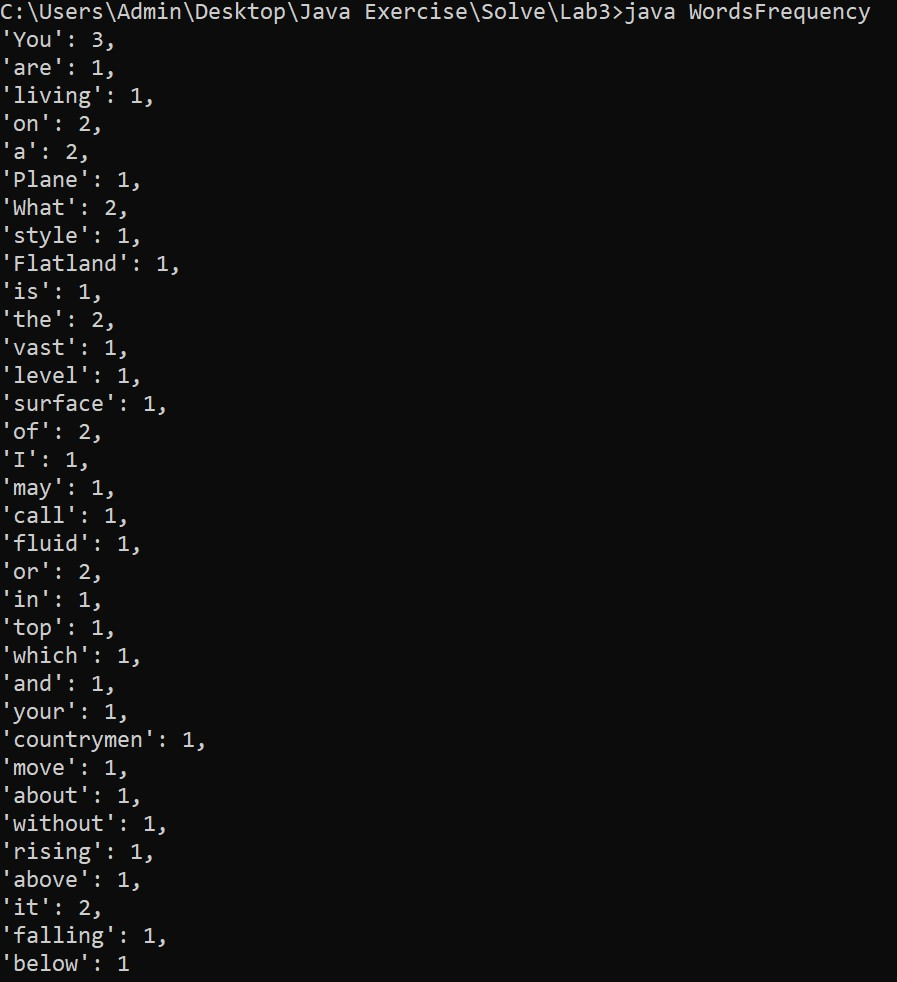 C:\Users\Admin\Desktop\Java Exercise\Solve\Lab3>java WordsFrequency
'You': 3,
'are': 1,
'living': 1,
'on': 2,
'a': 2,
'Plane': 1,
'What': 2,
'style': 1,
'Flatland': 1,
'is': 1,
'the': 2,
'vast': 1,
'level': 1,
'surface': 1,
'of': 2,
'I': 1,
'may': 1,
'call': 1,
'fluid': 1,
'or': 2,
'in': 1,
'top': 1,
'which': 1,
'and': 1,
'your': 1,
'countrymen': 1,
'move': 1,
'about': 1,
'without': 1,
'rising': 1,
'above': 1,
'it': 2,
'falling': 1,
'below': 1